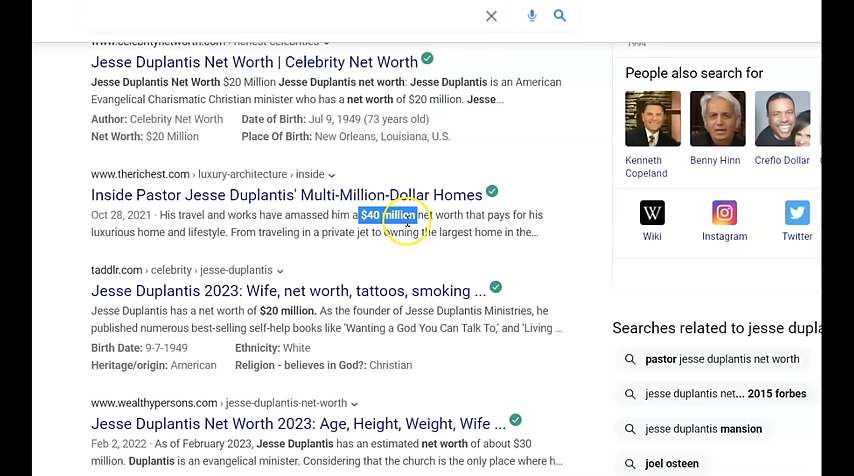 www.celebritynetworth.com › richest-celebrities
Jesse Duplantis Net Worth | Celebrity Net Worth
Jesse Duplantis Net Worth $20 Million Jesse Duplantis net worth: Jesse Duplantis is an American
Evangelical Charismatic Christian minister who has a net worth of $20 million. Jesse...
Author: Celebrity Net Worth Date of Birth: Jul 9, 1949 (73 years old)
Net Worth: $20 Million Place Of Birth: New Orleans, Louisiana, U.S.
www.therichest.com › luxury-architecture › inside
Inside Pastor Jesse Duplantis' Multi-Million-Dollar Homes
Oct 28, 2021 · His travel and works have amassed him a $40 million net worth that pays for his
luxurious home and lifestyle. From traveling in a private jet to owning the largest home in the…
taddlr.com › celebrity › jesse-duplantis
Jesse Duplantis 2023: Wife, net worth, tattoos, smoking ...
Jesse Duplantis has a net worth of $20 million. As the founder of Jesse Duplantis Ministries, he
published numerous best-selling self-help books like 'Wanting a God You Can Talk To,' and 'Living …
Birth Date: 9-7-1949 Ethnicity: White
Heritage/origin: American Religion - believes in God?: Christian
www.wealthypersons.com › jesse-duplantis-net-worth
Jesse Duplantis Net Worth 2023: Age, Height, Weight, Wife ...
Feb 2, 2022 · As of February 2023, Jesse Duplantis has an estimated net worth of about $30
million. Duplantis is an evangelical minister. Considering that the church is the only place where h…
1994
People also search for
Kenneth Copeland
Benny Hinn
Creflo Dollar
Wiki
Instagram
Twitter
Searches related to jesse dupla
pastor jesse duplantis net worth
jesse duplantis net... 2015 forbes
jesse duplantis mansion
joel osteen